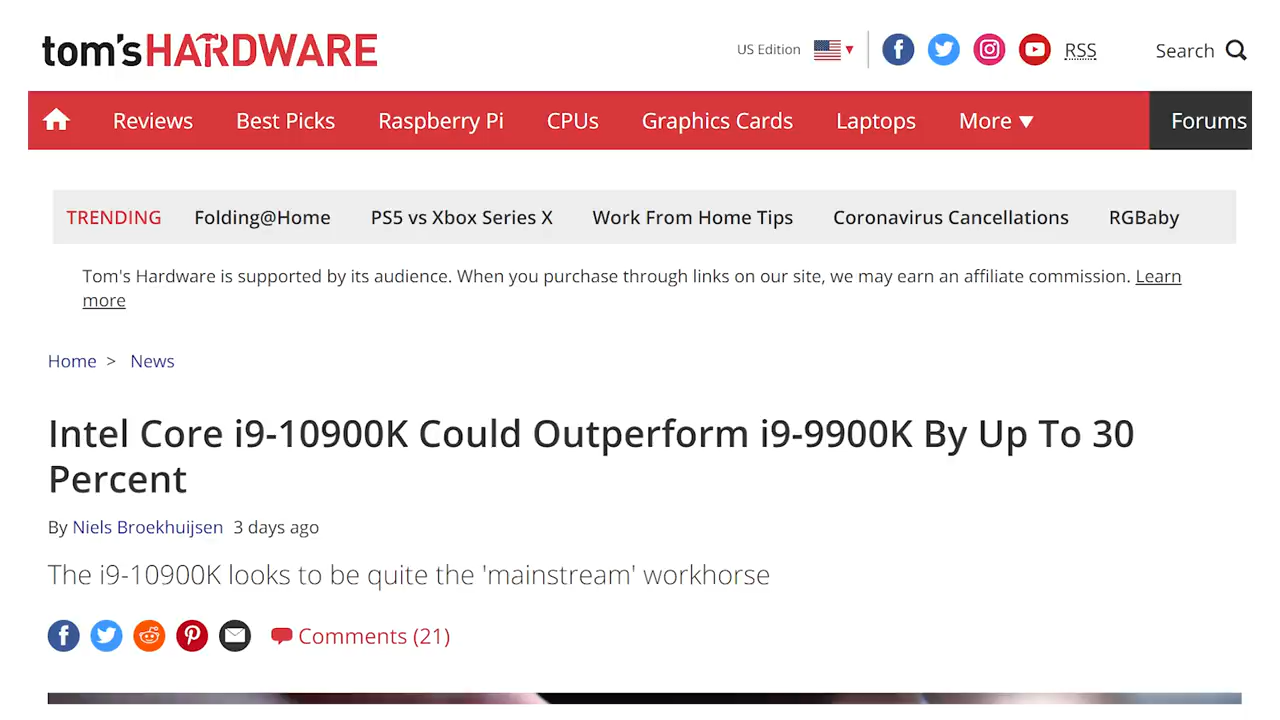 tom's HARDWARE
US Edition
RSS
Search
Reviews
Best Picks
Raspberry Pi
CPUs
Graphics Cards
Laptops
More
Forums
TRENDING
Folding@Home
PS5 vs Xbox Series X
Work From Home Tips
Coronavirus Cancellations
RGBaby
Tom's Hardware is supported by its audience. When you purchase through links on our site, we may earn an affiliate commission. Learn
more
Home > News
Intel Core i9-10900K Could Outperform i9-9900K By Up To 30
Percent
By Niels Broekhuijsen 3 days ago
The i9-10900K looks to be quite the 'mainstream' workhorse
Comments (21)